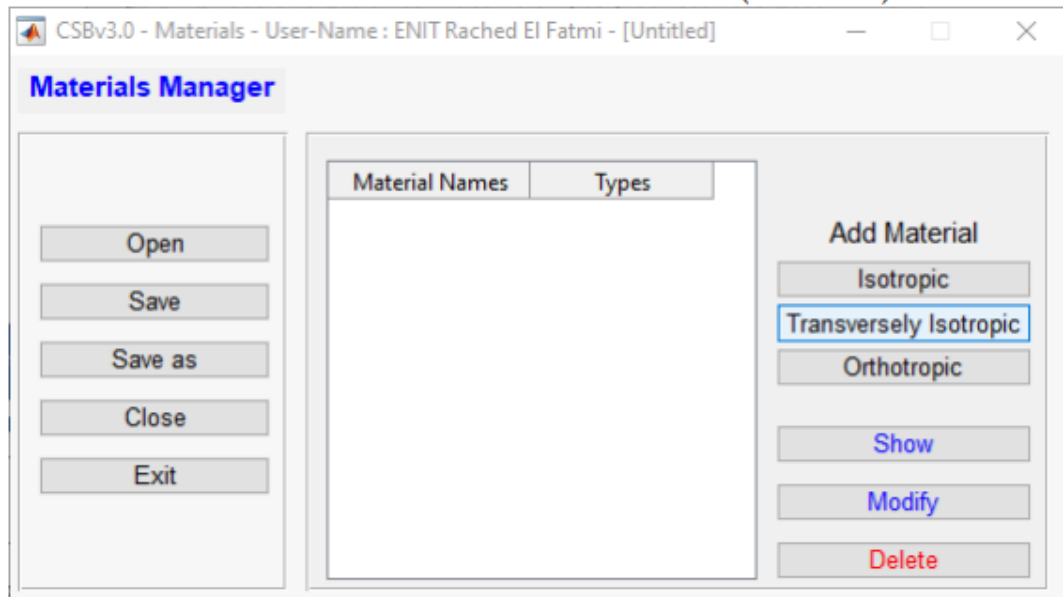 CSBv3.0 - Materials - User-Name : ENIT Rached El Fatmi - [Untitled]
Materials Manager
Open
Save
Save as
Close
Exit
Material Names Types
Add Material
Isotropic
Transversely Isotropic
Orthotropic
Show
Modify
Delete